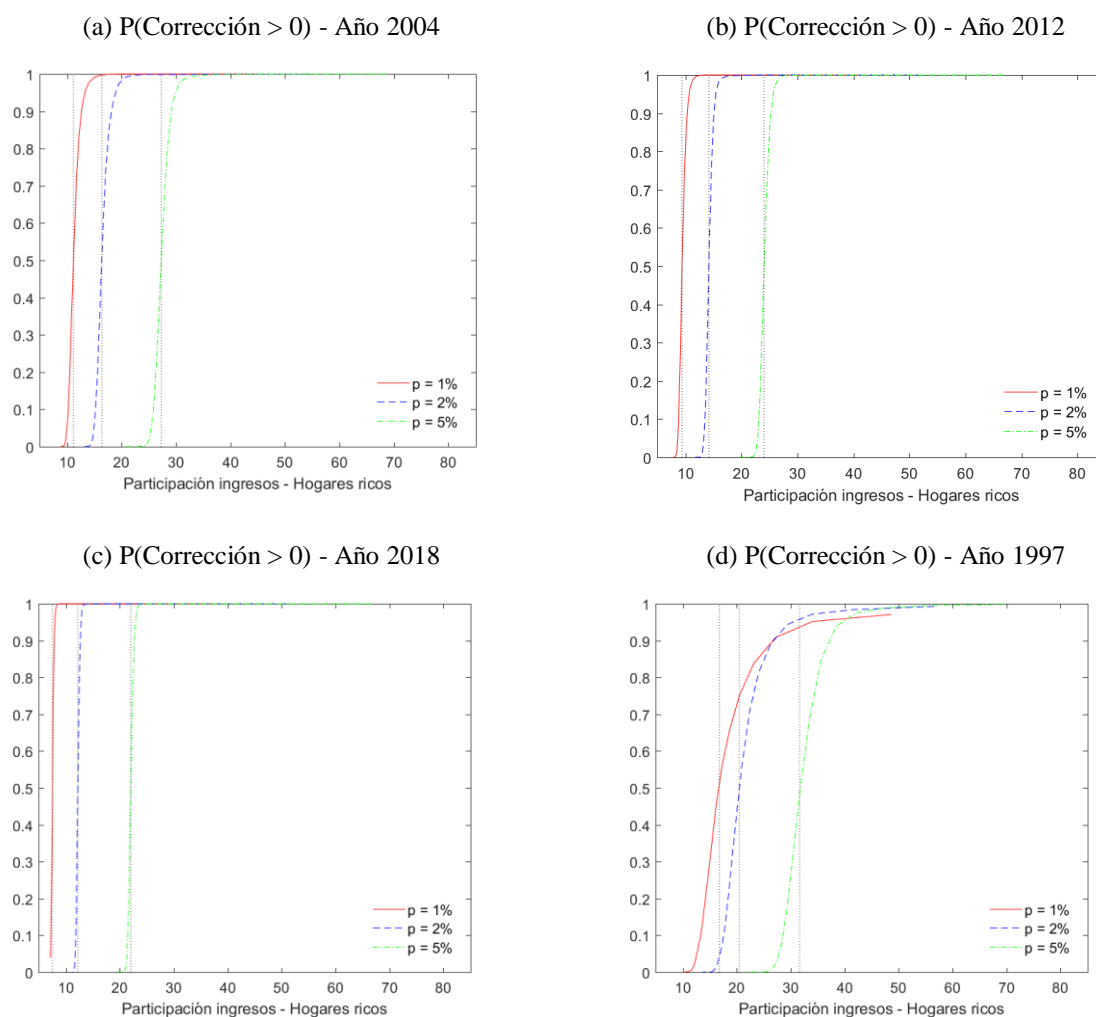 (a) P(Corrección > 0) - Año 2004
(b) P(Corrección > 0) - Año 2012
1
0.9
0.8
0.7
0.6
0.5
0.4
0.3
0.2
0.1
0
10 20 30 40 50 60 70 80
Participación ingresos - Hogares ricos
p = 1%
p = 2%
p = 5%
1
0.9
0.8
0.7
0.6
0.5
0.4
0.3
0.2
0.1
0
10 20 30 40 50 60 70 80
Participación ingresos - Hogares ricos
p = 1%
p = 2%
p = 5%
(c) P(Corrección > 0) - Año 2018
(d) P(Corrección > 0) - Año 1997
1
0.9
0.8
0.7
0.6
0.5
0.4
0.3
0.2
0.1
0
10 20 30 40 50 60 70 80
Participación ingresos - Hogares ricos
p = 1%
p = 2%
p = 5%
1
0.9
0.8
0.7
0.6
0.5
0.4
0.3
0.2
0.1
0
10 20 30 40 50 60 70 80
Participación ingresos - Hogares ricos
p = 1%
p = 2%
p = 5%